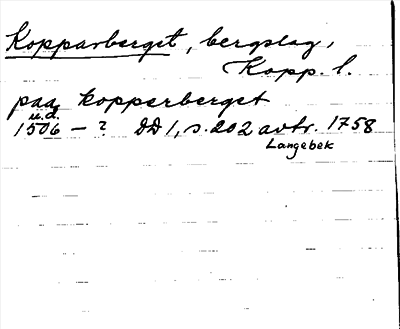 Kopparberget, bergslag,
Kopp. l.
paa kopperberget
u.d.
1506 – ? DD 1, s. 202 avtr. 1758
Langebek